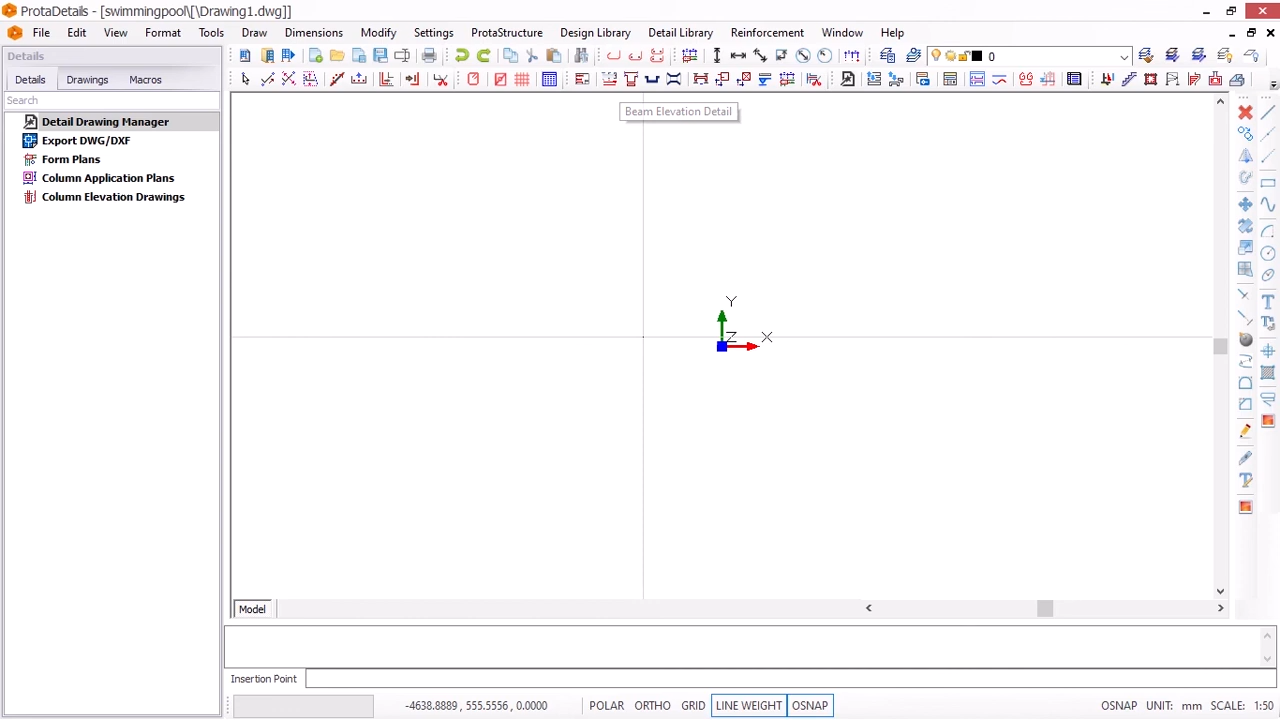 ProtaDetails - [swimmingpool\[\Drawing1.dwg]]
File Edit View Format Tools Draw Dimensions Modify Settings ProtaStructure Design Library Detail Library Reinforcement Window Help
Details
0
Details Drawings Macros
Search
Beam Elevation Detail
Detail Drawing Manager
Export DWG/DXF
Form Plans
Column Application Plans
Column Elevation Drawings
Y
Z X
Model
Insertion Point
-4638.8889 , 555.5556 , 0.0000 POLAR ORTHO GRID LINE WEIGHT OSNAP OSNAP UNIT: mm SCALE: 1:50